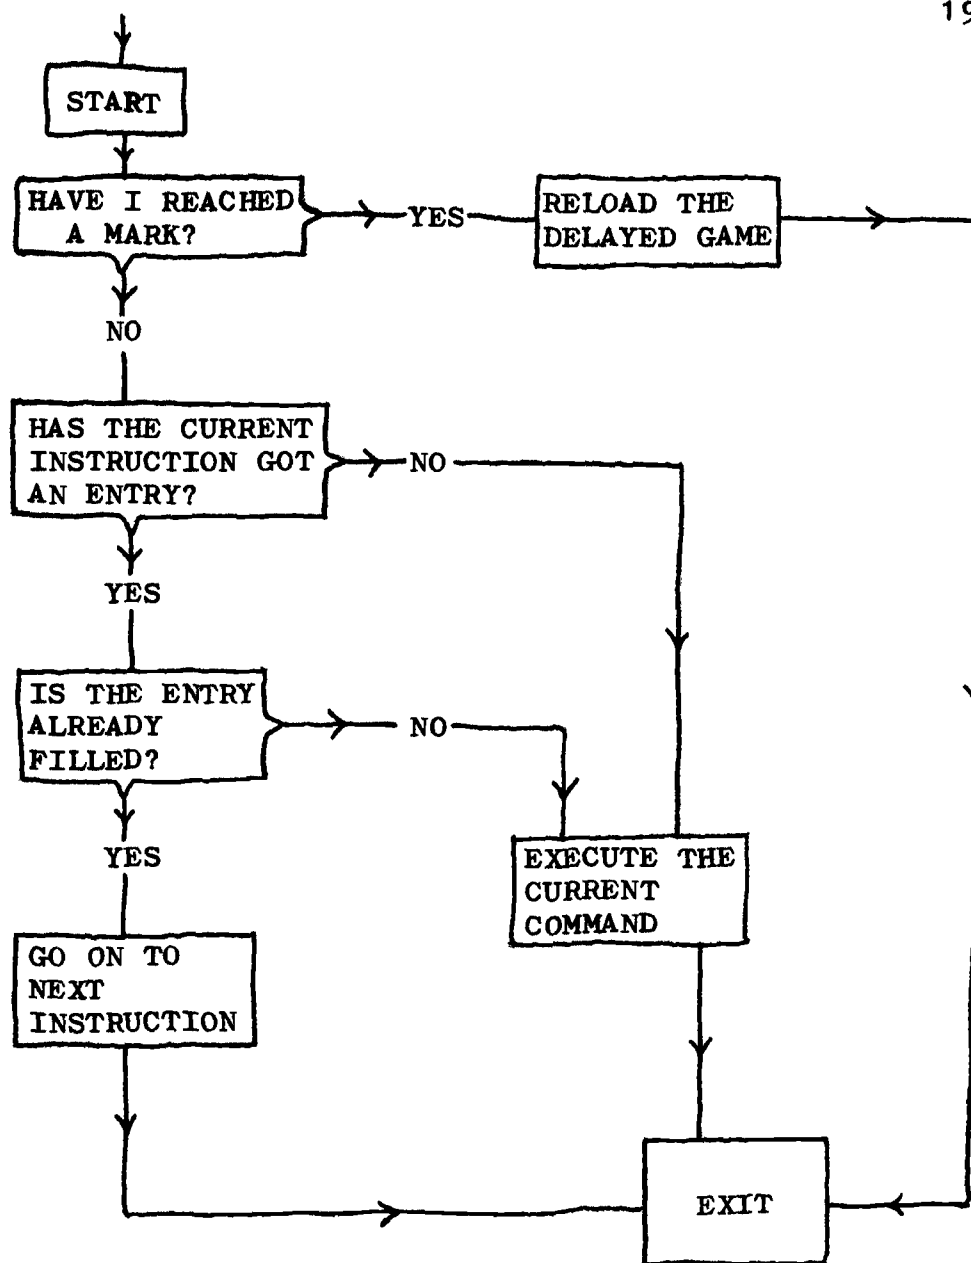 19
START
HAVE I REACHED
A MARK?
YES
RELOAD THE
DELAYED GAME
NO
HAS THE CURRENT
INSTRUCTION GOT
AN ENTRY?
NO
YES
IS THE ENTRY
ALREADY
FILLED?
NO
YES
EXECUTE THE
CURRENT
COMMAND
GO ON TO
NEXT
INSTRUCTION
EXIT